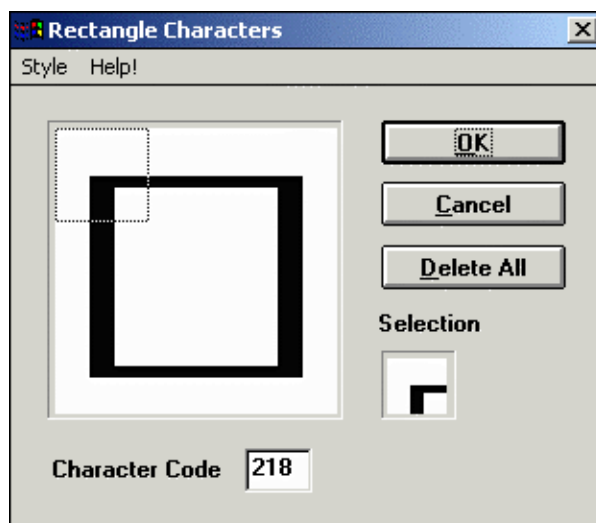 Rectangle Characters
Style Help!
OK
Cancel
Delete All
Selection
Character Code 218